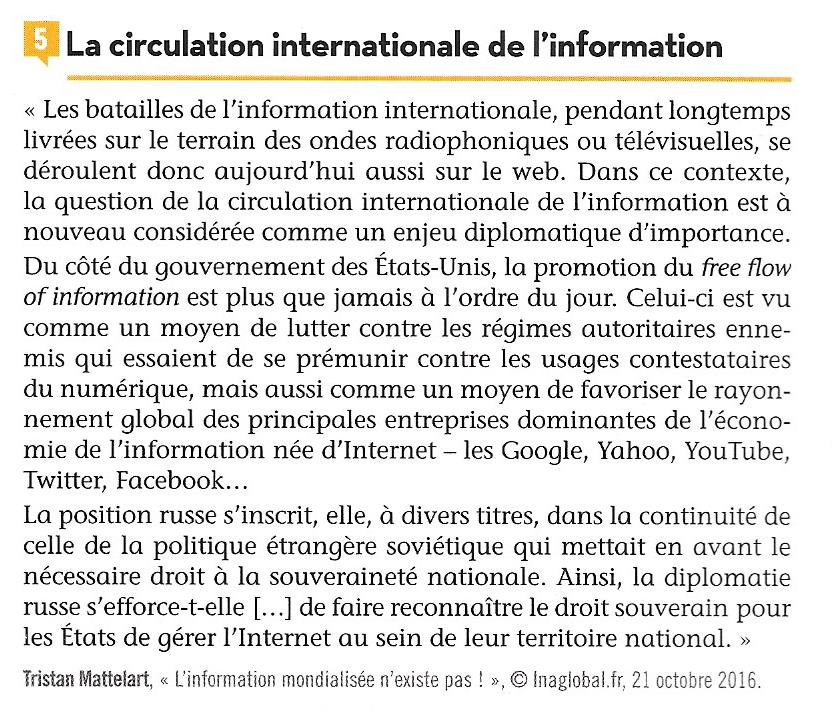 5 La circulation internationale de l'information
« Les batailles de l'information internationale, pendant longtemps
livrées sur le terrain des ondes radiophoniques ou télévisuelles, se
déroulent donc aujourd'hui aussi sur le web. Dans ce contexte,
la question de la circulation internationale de l'information est à
nouveau considérée comme un enjeu diplomatique d'importance.
Du côté du gouvernement des États-Unis, la promotion du free flow
of information est plus que jamais à l'ordre du jour. Celui-ci est vu
comme un moyen de lutter contre les régimes autoritaires enne-
mis qui essaient de se prémunir contre les usages contestataires
du numérique, mais aussi comme un moyen de favoriser le rayon-
nement global des principales entreprises dominantes de l'écono-
mie de l'information née d'Internet – les Google, Yahoo, YouTube,
Twitter, Facebook…
La position russe s'inscrit, elle, à divers titres, dans la continuité de
celle de la politique étrangère soviétique qui mettait en avant le
nécessaire droit à la souveraineté nationale. Ainsi, la diplomatie
russe s'efforce-t-elle […] de faire reconnaître le droit souverain pour
les États de gérer l'Internet au sein de leur territoire national. »
Tristan Mattelart, « L'information mondialisée n'existe pas ! », © Inaglobal.fr, 21 octobre 2016.